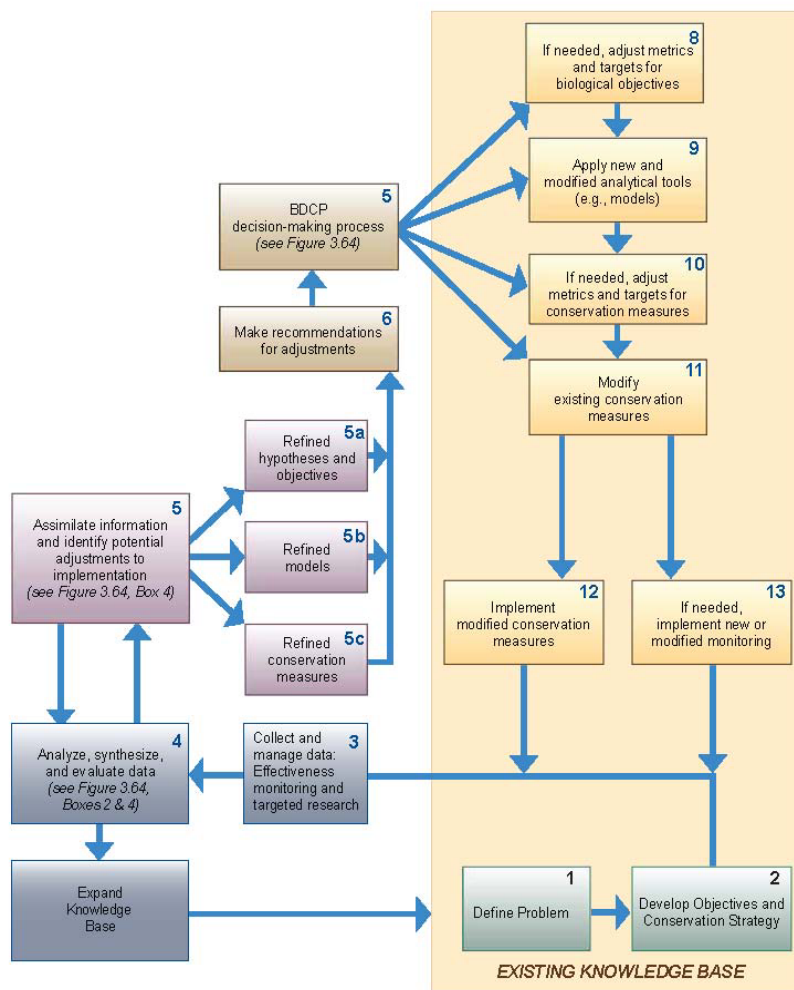 8
If needed, adjust metrics
and targets for
biological objectives
9
Apply new and
modified analytical tools
(e.g., models)
5
BDCP
decision-making process
(see Figure 3.64)
10
If needed, adjust
metrics and targets for
conservation measures
6
Make recommendations
for adjustments
11
Modify
existing conservation
measures
5a
Refined
hypotheses and
objectives
5
Assimilate information
and identify potential
adjustments to
implementation
(see Figure 3.64, Box 4)
5b
Refined
models
5c
Refined
conservation
measures
12
Implement
modified conservation
measures
13
If needed,
implement new or
modified monitoring
4
Analyze, synthesize,
and evaluate data
(see Figure 3.64,
Boxes 2 & 4)
3
Collect and
manage data:
Effectiveness
monitoring and
targeted research
Expand
Knowledge
Base
1
Define Problem
2
Develop Objectives and
Conservation Strategy
EXISTING KNOWLEDGE BASE